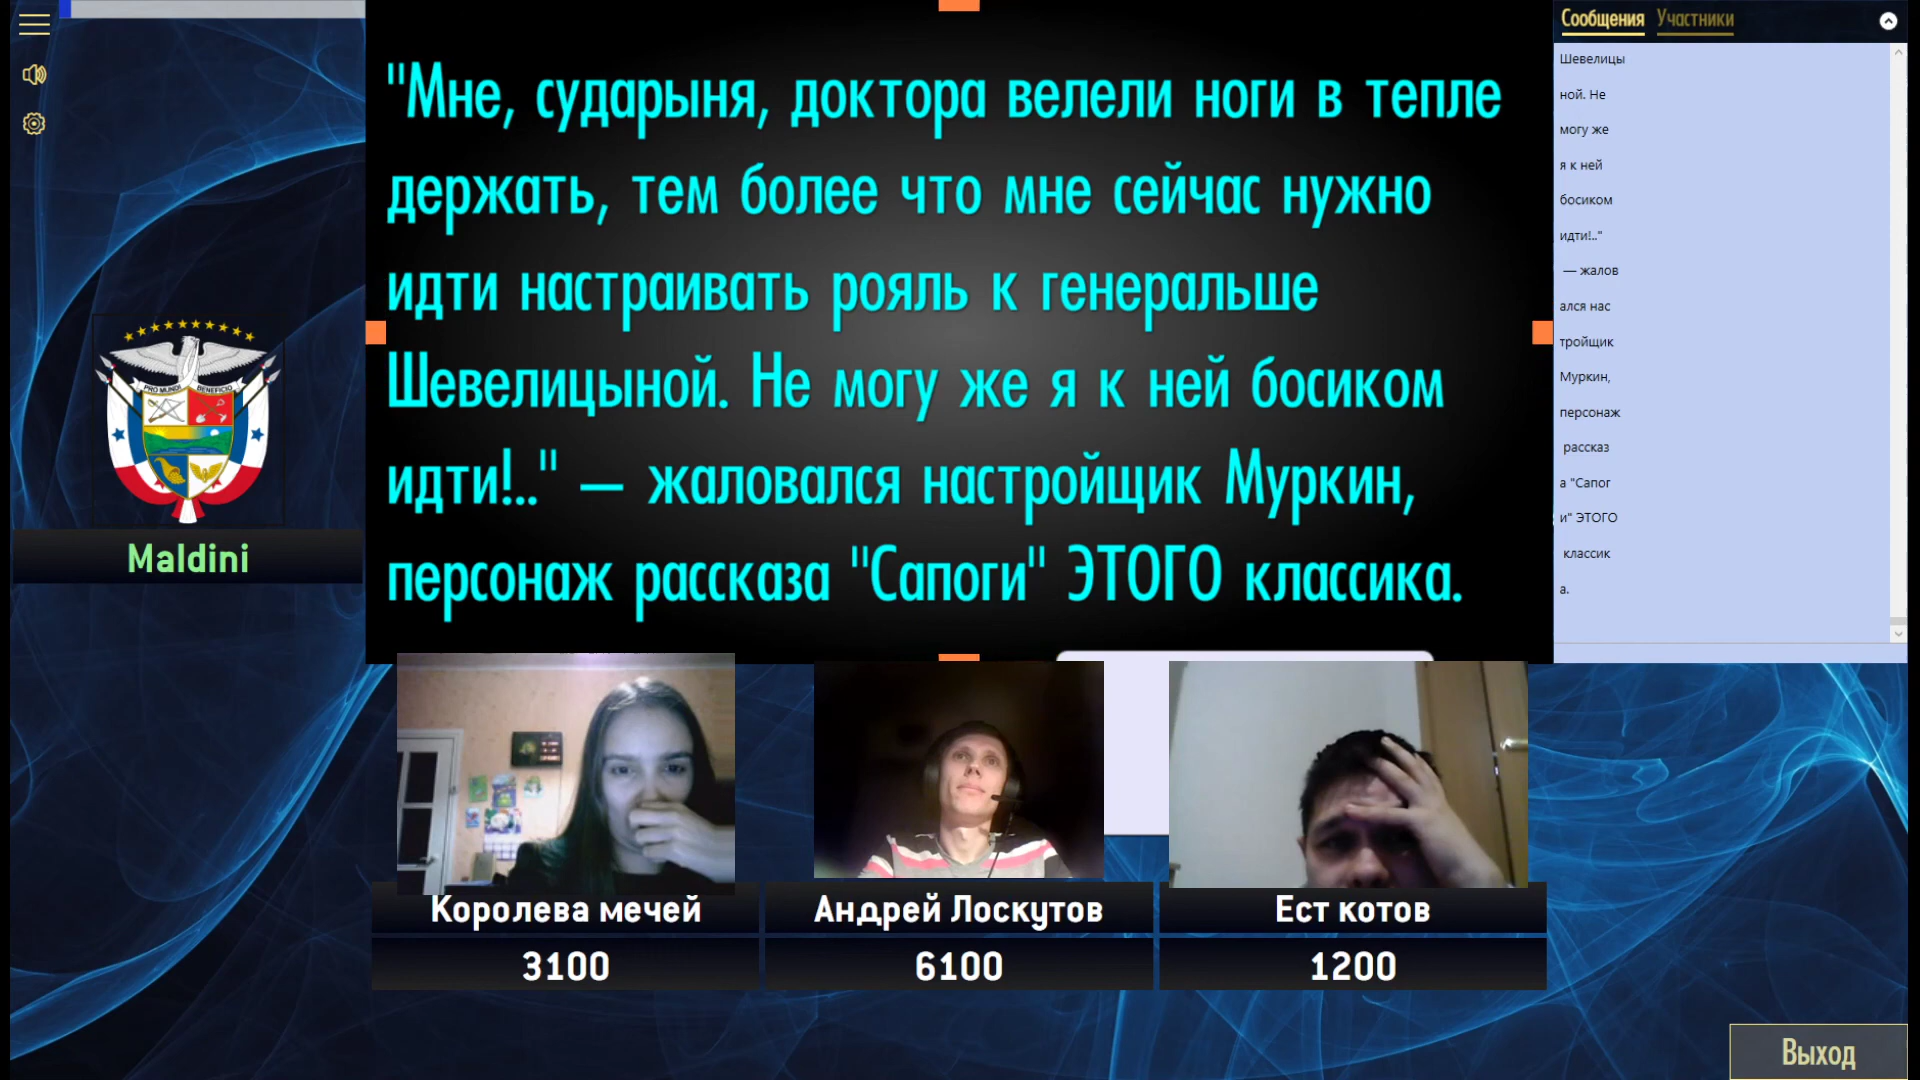 Сообщения Участники
"Мне, сударыня, доктора велели ноги в тепле
держать, тем более что мне сейчас нужно
идти настраивать рояль к генеральше
Шевелицыной. Не могу же я к ней босиком
идти!.." — жаловался настройщик Муркин,
персонаж рассказа "Сапоги" ЭТОГО классика.
Шевелицы
ной. Не
могу же
я к ней
босиком
идти!.."
— жалов
ался нас
тройщик
Муркин,
персонаж
рассказ
а "Сапог
и" ЭТОГО
классик
а.
PRO MUNDI BENEFICIO
Maldini
Королева мечей
3100
Андрей Лоскутов
6100
Ест котов
1200
Выход